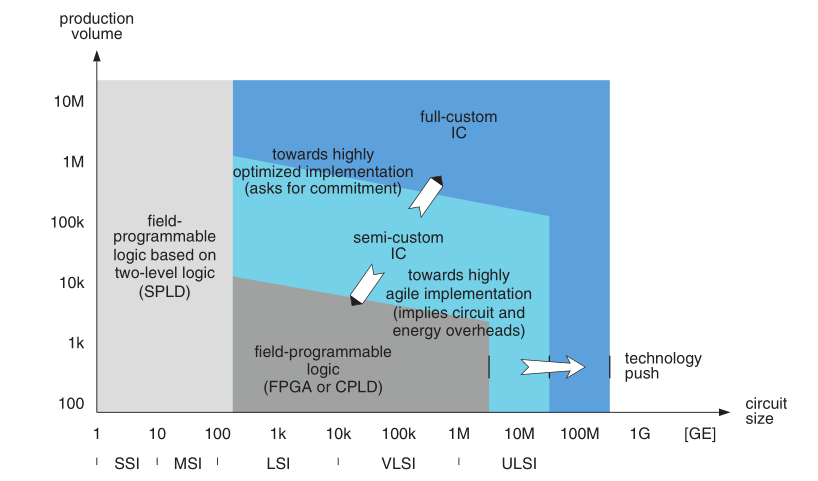 production
volume
10M
full-custom
IC
1M
towards highly
optimized implementation
(asks for commitment)
100k
field-
programmable
logic based on
two-level logic
(SPLD)
semi-custom
IC
10k
towards highly
agile implementation
(implies circuit and
energy overheads)
1k
field-programmable
logic
(FPGA or CPLD)
technology
push
100
circuit
size
1 10 100 1k 10k 100k 1M 10M 100M 1G [GE]
SSI MSI LSI VLSI ULSI